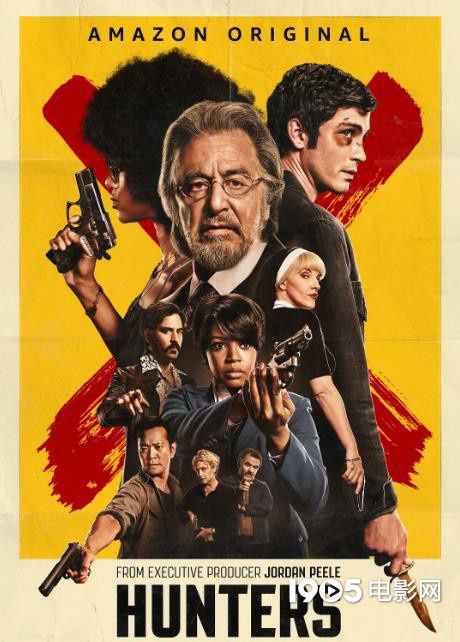 AMAZON ORIGINAL
FROM EXECUTIVE PRODUCER JORDAN PEELE
1905电影网
HUNTERS